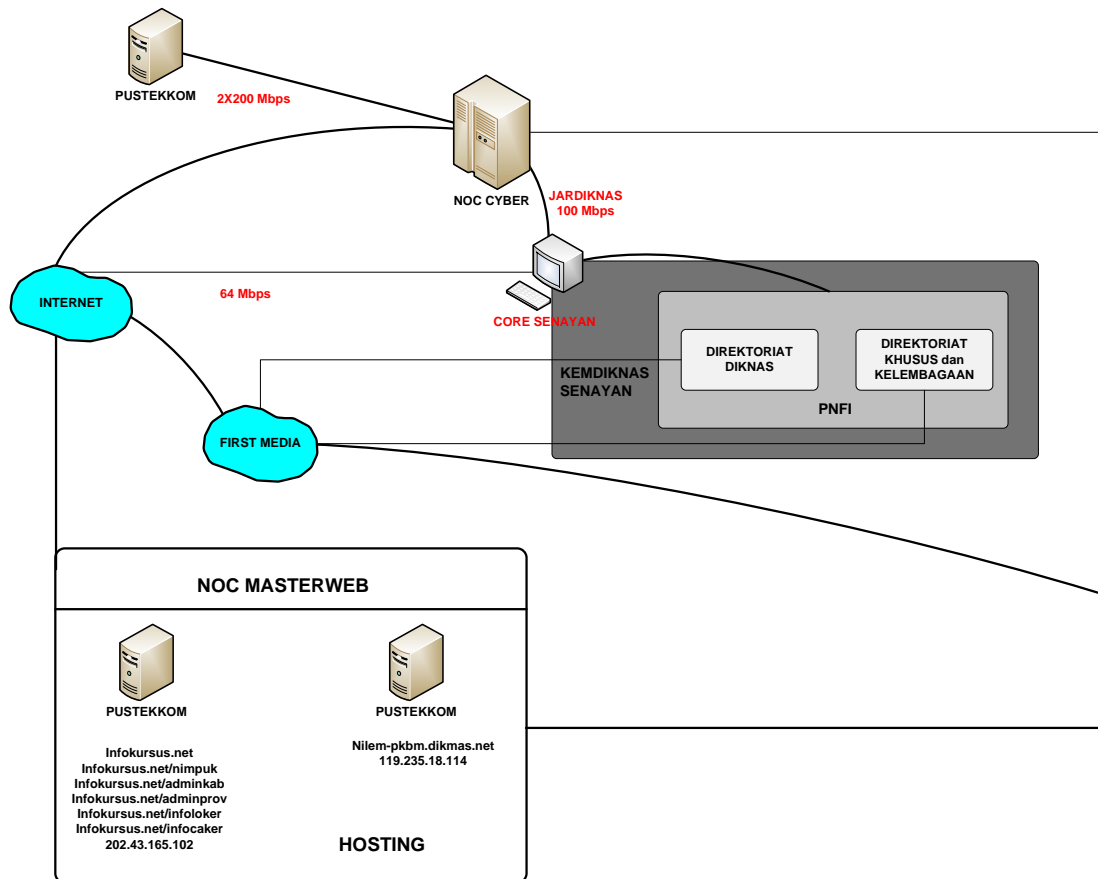 PUSTEKKOM
2X200 Mbps
NOC CYBER
JARDIKNAS
100 Mbps
INTERNET
64 Mbps
CORE SENAYAN
KEMDIKNAS
SENAYAN
DIREKTORIAT
DIKNAS
DIREKTORIAT
KHUSUS dan
KELEMBAGAAN
PNFI
FIRST MEDIA
NOC MASTERWEB
PUSTEKKOM
Infokursus.net
Infokursus.net/nimpuk
Infokursus.net/adminkab
Infokursus.net/adminprov
Infokursus.net/infoloker
Infokursus.net/infocaker
202.43.165.102
PUSTEKKOM
Nilem-pkbm.dikmas.net
119.235.18.114
HOSTING